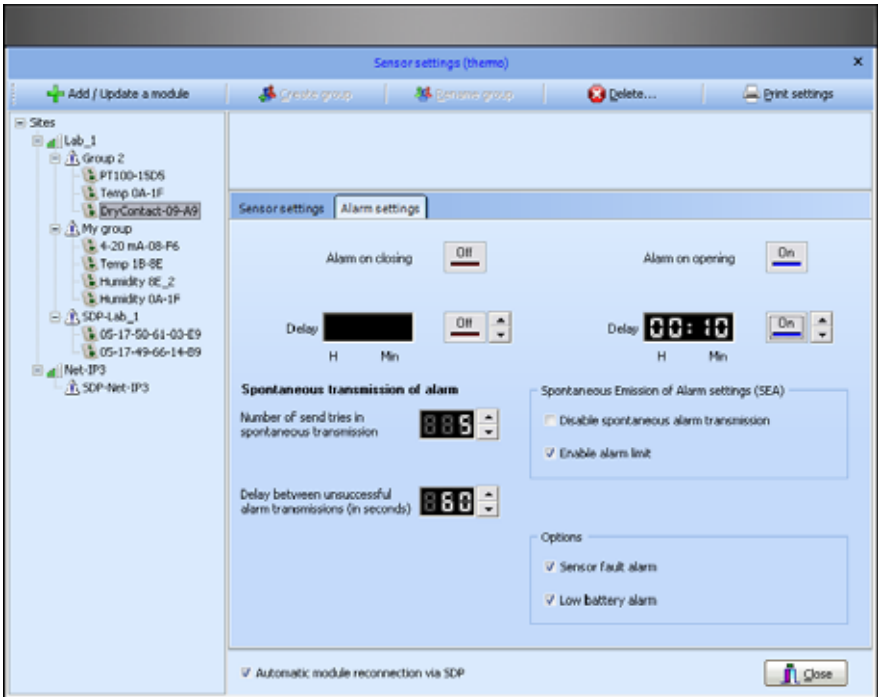 Sensor settings (thermo)
x
Add / Update a module
Create group
Rename group
Delete...
Print settings
Sites
Lab_1
Group 2
PT100-15D5
Temp 0A-1F
DryContact-09-A9
My group
4-20 mA-08-F6
Temp 1B-8E
Humidity 8E_2
Humidity 0A-1F
SDP-Lab_1
05-17-50-61-03-E9
05-17-49-66-14-B9
Net-IP3
SDP-Net-IP3
Sensor settings
Alarm settings
Alarm on closing
Off
Alarm on opening
On
Delay
Off
H Min
Delay
00:10
On
H Min
Spontaneous transmission of alarm
Number of send tries in
spontaneous transmission
5
Delay between unsuccessful
alarm transmissions (in seconds)
60
Spontaneous Emission of Alarm settings (SEA)
Disable spontaneous alarm transmission
Enable alarm limit
Options
Sensor fault alarm
Low battery alarm
Automatic module reconnection via SDP
Close